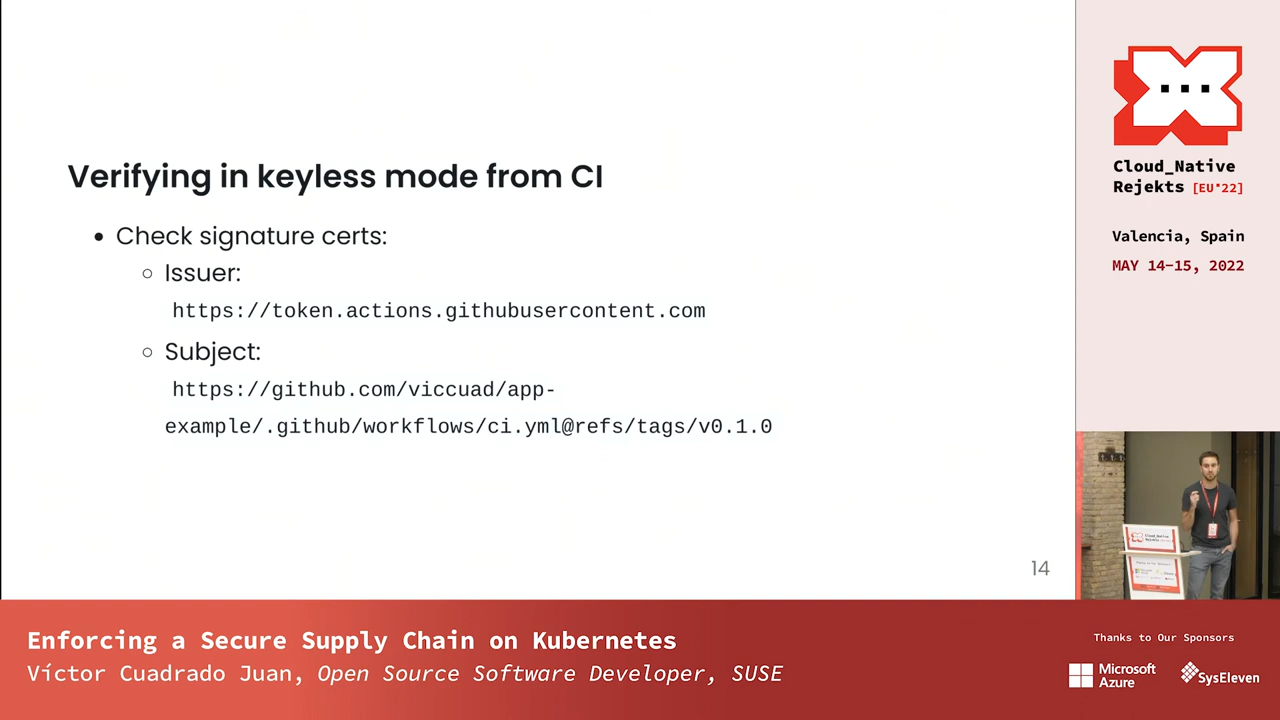 Verifying in keyless mode from CI
Check signature certs:
Issuer:
https://token.actions.githubusercontent.com
Subject:
https://github.com/viccuad/app-
example/.github/workflows/ci.yml@refs/tags/v0.1.0
14
Cloud_Native
Rejekts [EU*22]
Valencia, Spain
MAY 14-15, 2022
Enforcing a Secure Supply Chain on Kubernetes
Víctor Cuadrado Juan, Open Source Software Developer, SUSE
Thanks to Our Sponsors
Microsoft
Azure
SysEleven